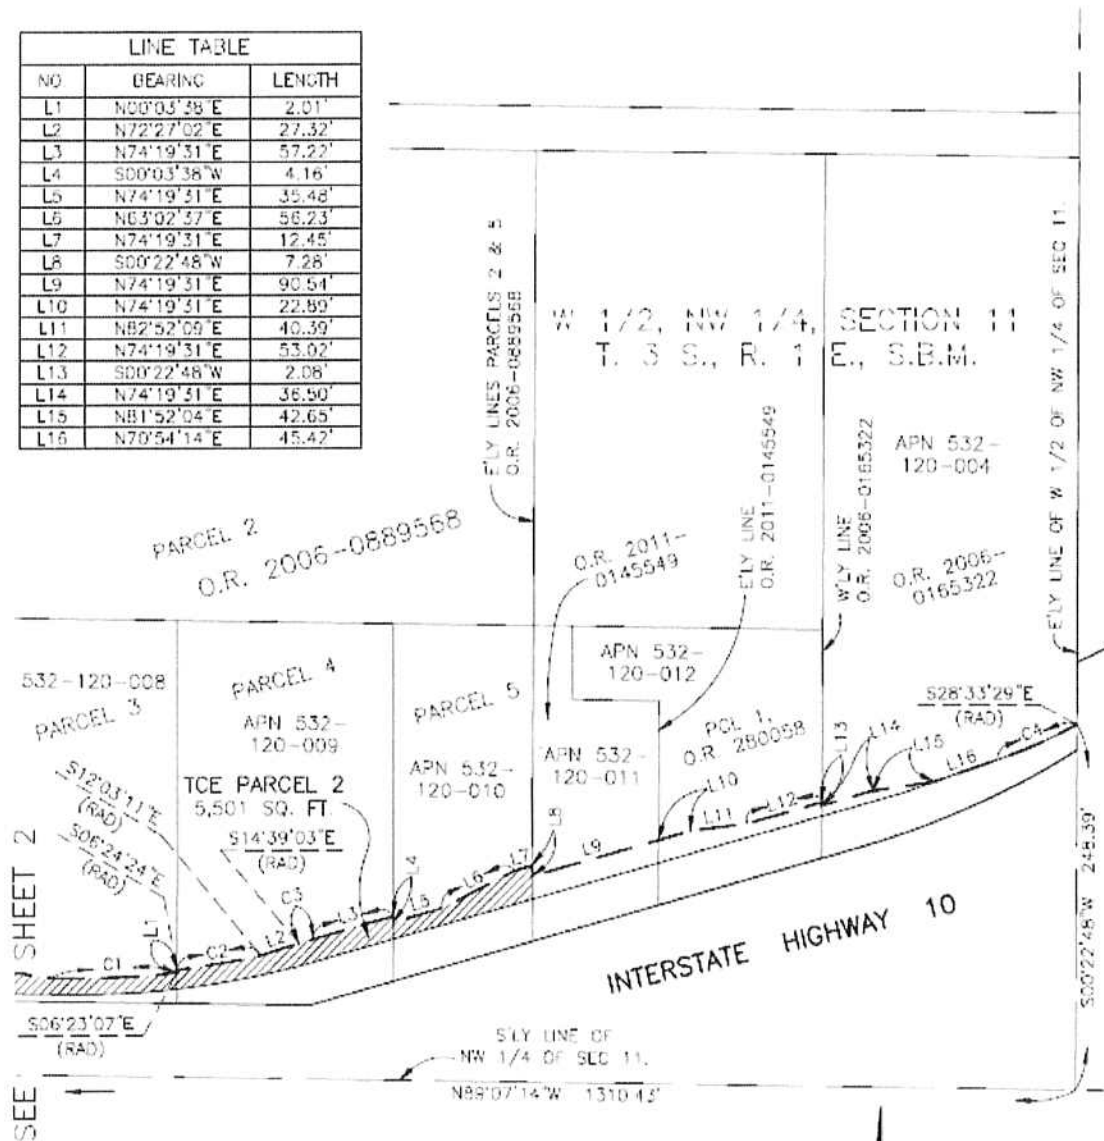 LINE TABLE
NO. BEARING LENGTH
L1 N00°03'38"E 2.01'
L2 N72°27'02"E 27.32'
L3 N74°19'31"E 57.22'
L4 S00°03'38"W 4.16'
L5 N74°19'31"E 35.48'
L6 N63°02'37"E 56.23'
L7 N74°19'31"E 12.45'
L8 S00°22'48"W 7.28'
L9 N74°19'31"E 90.54'
L10 N74°19'31"E 22.89'
L11 N82°52'09"E 40.39'
L12 N74°19'31"E 53.02'
L13 S00°22'48"W 2.08'
L14 N74°19'31"E 36.50'
L15 N81°52'04"E 42.65'
L16 N70°54'14"E 45.42'
E'LY LINES PARCELS 2 & 5
O.R. 2006-0889568
W 1/2, NW 1/4, SECTION 11
T. 3 S., R. 1 E., S.B.M.
E'LY LINE OF W 1/2 OF NW 1/4 OF SEC 11.
APN 532-
120-004
PARCEL 2
O.R. 2006-0889568
O.R. 2011-
0145549
E'LY LINE
O.R. 2011-0145549
W'LY LINE
O.R. 2006-0165322
O.R. 2006-
0165322
532-120-008
PARCEL 3
PARCEL 4
APN 532-
120-009
PARCEL 5
APN 532-
120-010
APN 532-
120-011
APN 532-
120-012
PCL 1,
O.R. 280058
S28°33'29"E
(RAD)
S12°03'11"E
(RAD)
S06°24'24"E
(RAD)
TCE PARCEL 2
5,501 SQ. FT.
S14°39'03"E
(RAD)
L1
C1
C2
L2
C3
L3
L4
L5
L6
L7
L8
L9
L10
L11
L12
L13
L14
L15
L16
C4
S06°23'07"E
(RAD)
INTERSTATE HIGHWAY 10
S00°22'48"W 248.39'
S'LY LINE OF
NW 1/4 OF SEC 11.
N89°07'14"W 1310.43'
SEE SHEET 2